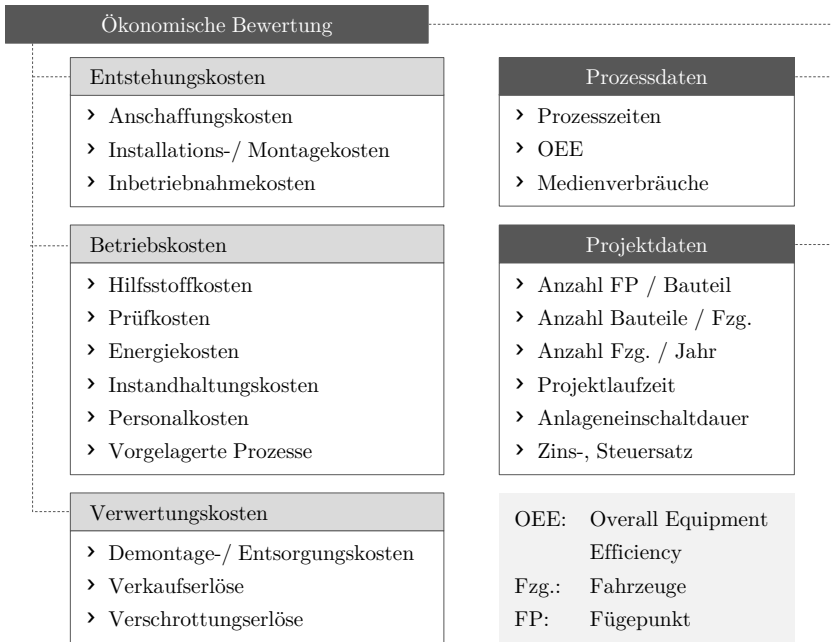 Ökonomische Bewertung
Entstehungskosten
› Anschaffungskosten
› Installations-/ Montagekosten
› Inbetriebnahmekosten
Betriebskosten
› Hilfsstoffkosten
› Prüfkosten
› Energiekosten
› Instandhaltungskosten
› Personalkosten
› Vorgelagerte Prozesse
Verwertungskosten
› Demontage-/ Entsorgungskosten
› Verkaufserlöse
› Verschrottungserlöse
Prozessdaten
› Prozesszeiten
› OEE
› Medienverbräuche
Projektdaten
› Anzahl FP / Bauteil
› Anzahl Bauteile / Fzg.
› Anzahl Fzg. / Jahr
› Projektlaufzeit
› Anlageneinschaltdauer
› Zins-, Steuersatz
OEE: Overall Equipment
Efficiency
Fzg.: Fahrzeuge
FP: Fügepunkt